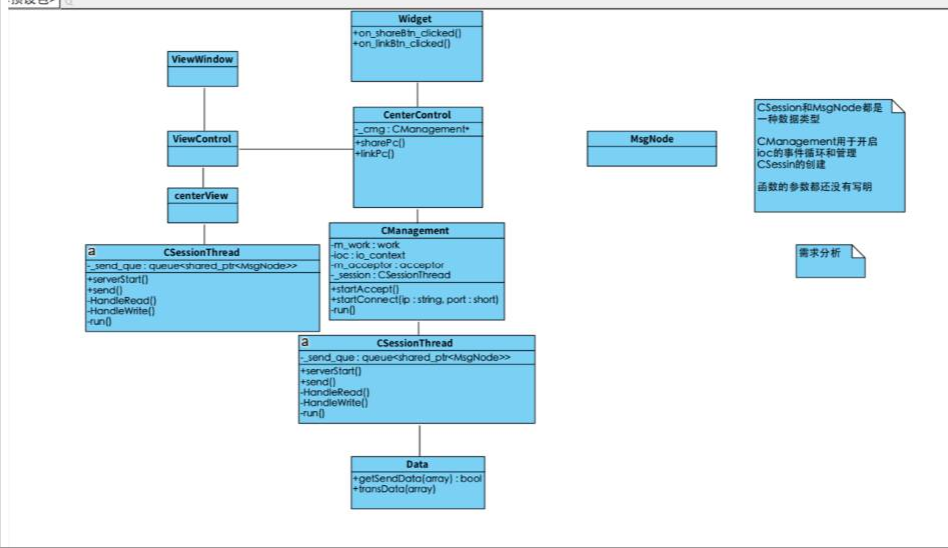 Widget
+on_shareBtn_clicked()
+on_linkBtn_clicked()
ViewWindow
CenterControl
-_cmg : CManagement*
+sharePc()
+linkPc()
ViewControl
centerView
MsgNode
CSession和MsgNode都是
一种数据类型
CManagement用于开启
ioc的事件循环和管理
CSessin的创建
函数的参数都还没有写明
需求分析
CManagement
-m_work : work
-ioc : io_context
-m_acceptor : acceptor
-_session : CSessionThread
+startAccept()
+startConnect(ip : string, port : short)
-run()
a
CSessionThread
-_send_que : queue<shared_ptr<MsgNode>>
+serverStart()
+send()
-HandleRead()
-HandleWrite()
-run()
a
CSessionThread
-_send_que : queue<shared_ptr<MsgNode>>
+serverStart()
+send()
-HandleRead()
-HandleWrite()
-run()
Data
+getSendData(array) : bool
+transData(array)